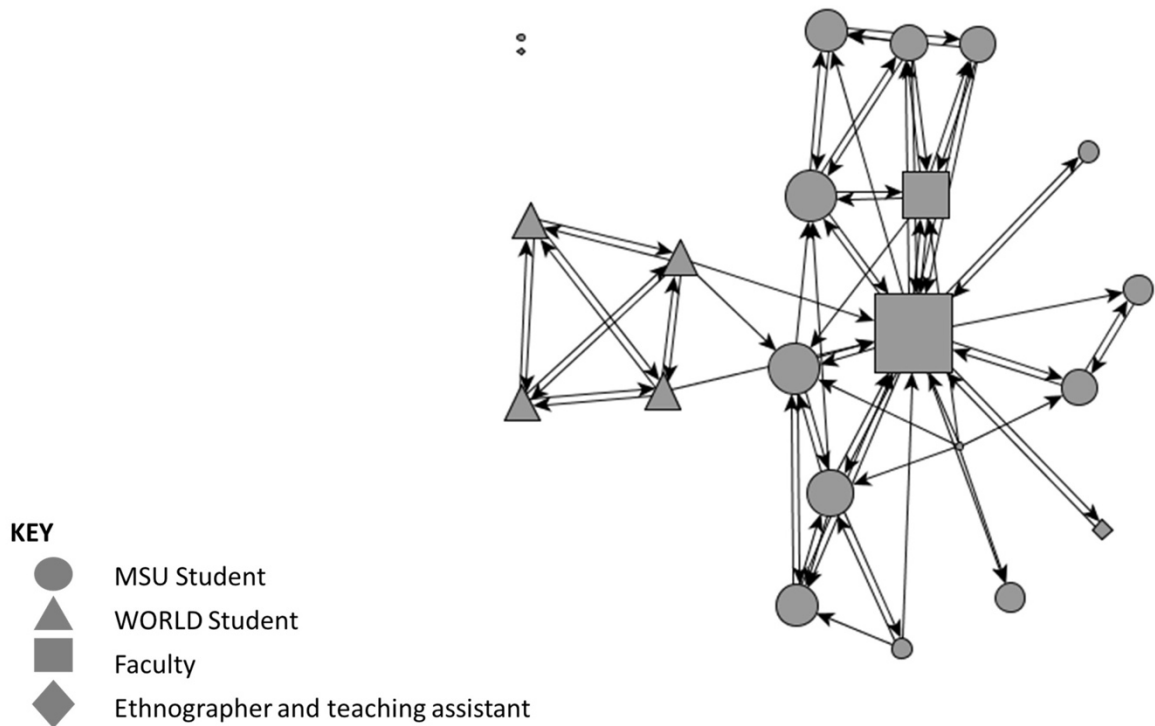 KEY
MSU Student
WORLD Student
Faculty
Ethnographer and teaching assistant